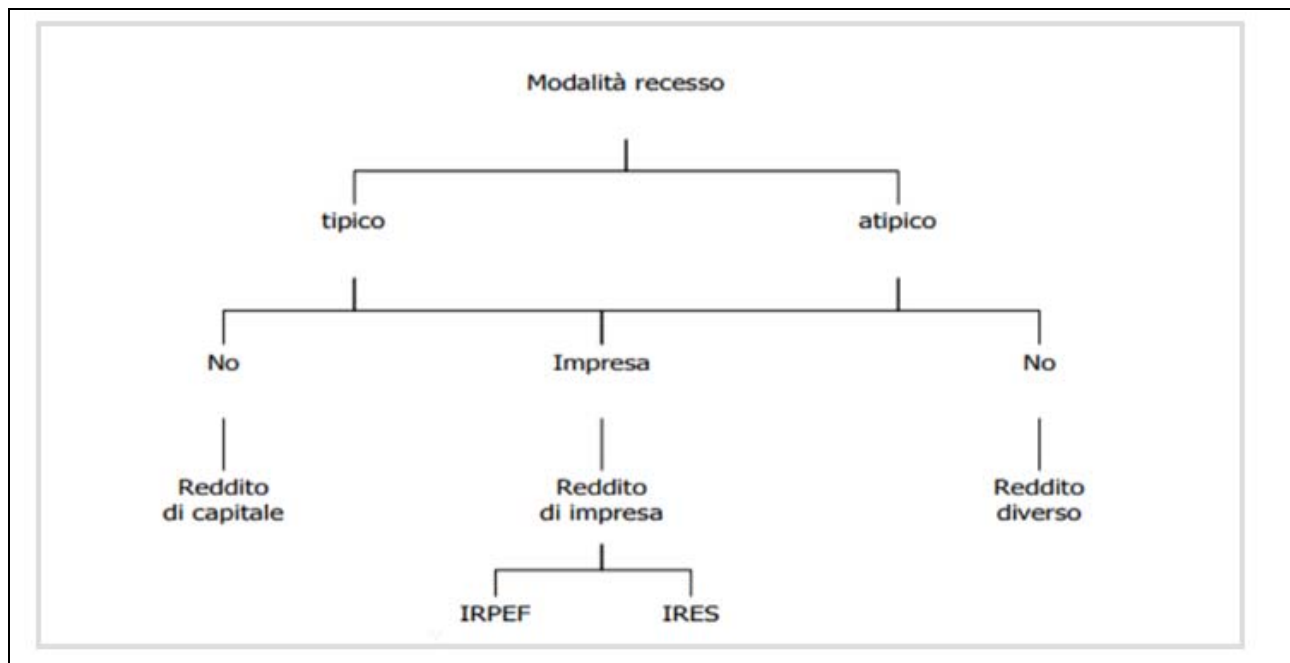 Modalità recesso
tipico
atipico
No
Impresa
No
Reddito
di capitale
Reddito
di impresa
Reddito
diverso
IRPEF
IRES